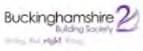 Buckinghamshire
Building Society
doing the right thing